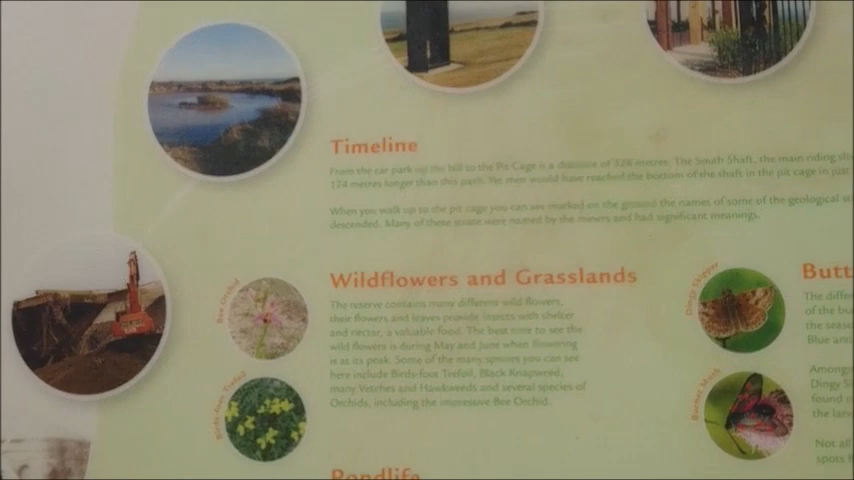 Timeline
From the car park up the hill to the Pit Cage is a distance of 328 metres. The South Shaft, the main riding
174 metres longer than this path. Yet men would have reached the bottom of the shaft in the pit cage in just
When you walk up to the pit cage you can see marked on the ground the names of some of the geological
descended. Many of these strata were named by the miners and had significant meanings.
Wildflowers and Grasslands
The reserve contains many different wild flowers,
their flowers and leaves provide insects with shelter
and nectar, a valuable food. The best time to see the
wild flowers is during May and June when flowering
is at its peak. Some of the many species you can see
here include Birds-foot Trefoil, Black Knapweed,
many Vetches and Hawkweeds and several species of
Orchids, including the impressive Bee Orchid.
Bee Orchid
Birds-foot Trefoil
Dingy Skipper
Burnet Moth
Butt
The differ
of the bu
the seaso
Blue and
Amongs
Dingy Sk
found
the lar
Not all
spots
Pondlife